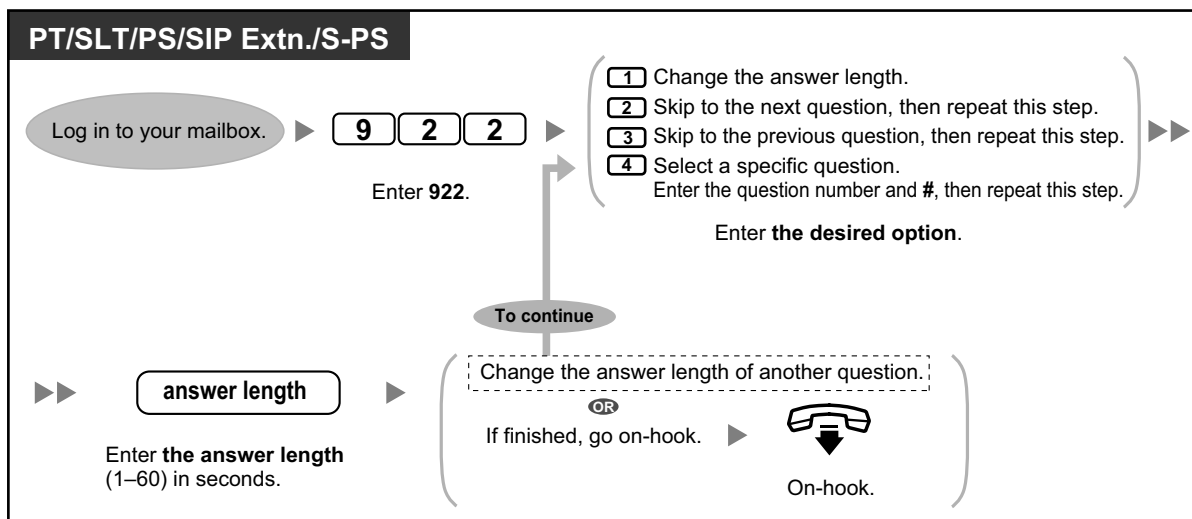 PT/SLT/PS/SIP Extn./S-PS
Log in to your mailbox.
9 2 2
Enter 922.
1 Change the answer length.
2 Skip to the next question, then repeat this step.
3 Skip to the previous question, then repeat this step.
4 Select a specific question.
Enter the question number and #, then repeat this step.
Enter the desired option.
To continue
answer length
Enter the answer length
(1–60) in seconds.
Change the answer length of another question.
OR
If finished, go on-hook.
On-hook.